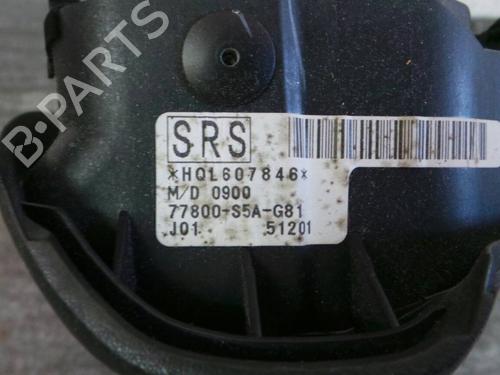 B-PARTS
SRS
*HQL607846*
M/D 0900
77800-S5A-G81
J01 51201